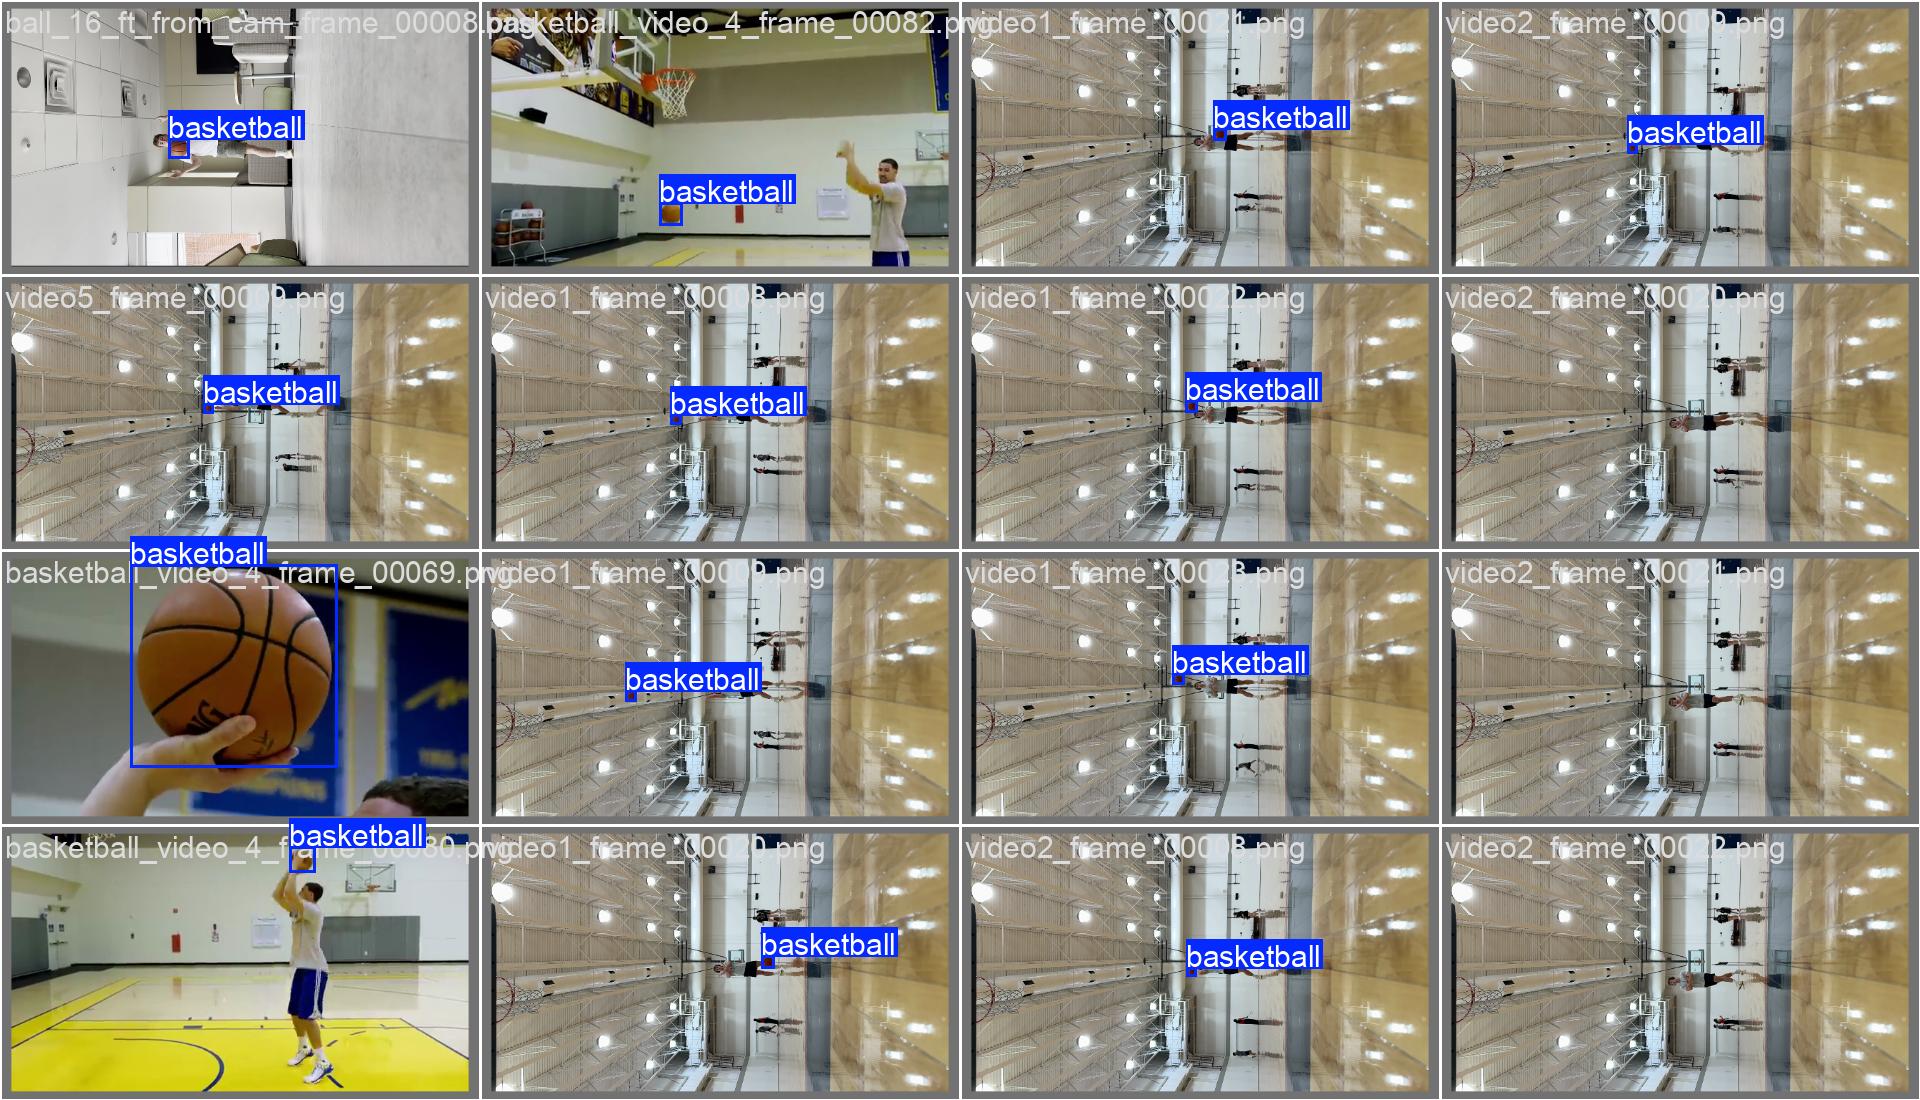 ball_16_ft_from_cam_frame_00008.png
basketball
basketball_video_4_frame_00082.png
basketball
video1_frame_00021.png
basketball
video2_frame_00009.png
basketball
video5_frame_00009.png
basketball
video1_frame_00008.png
basketball
video1_frame_00022.png
basketball
video2_frame_00020.png
basketball
basketball_video_4_frame_00069.png
video1_frame_00009.png
basketball
video1_frame_00023.png
basketball
video2_frame_00021.png
basketball
basketball_video_4_frame_00080.png
video1_frame_00020.png
basketball
video2_frame_00008.png
basketball
video2_frame_00022.png